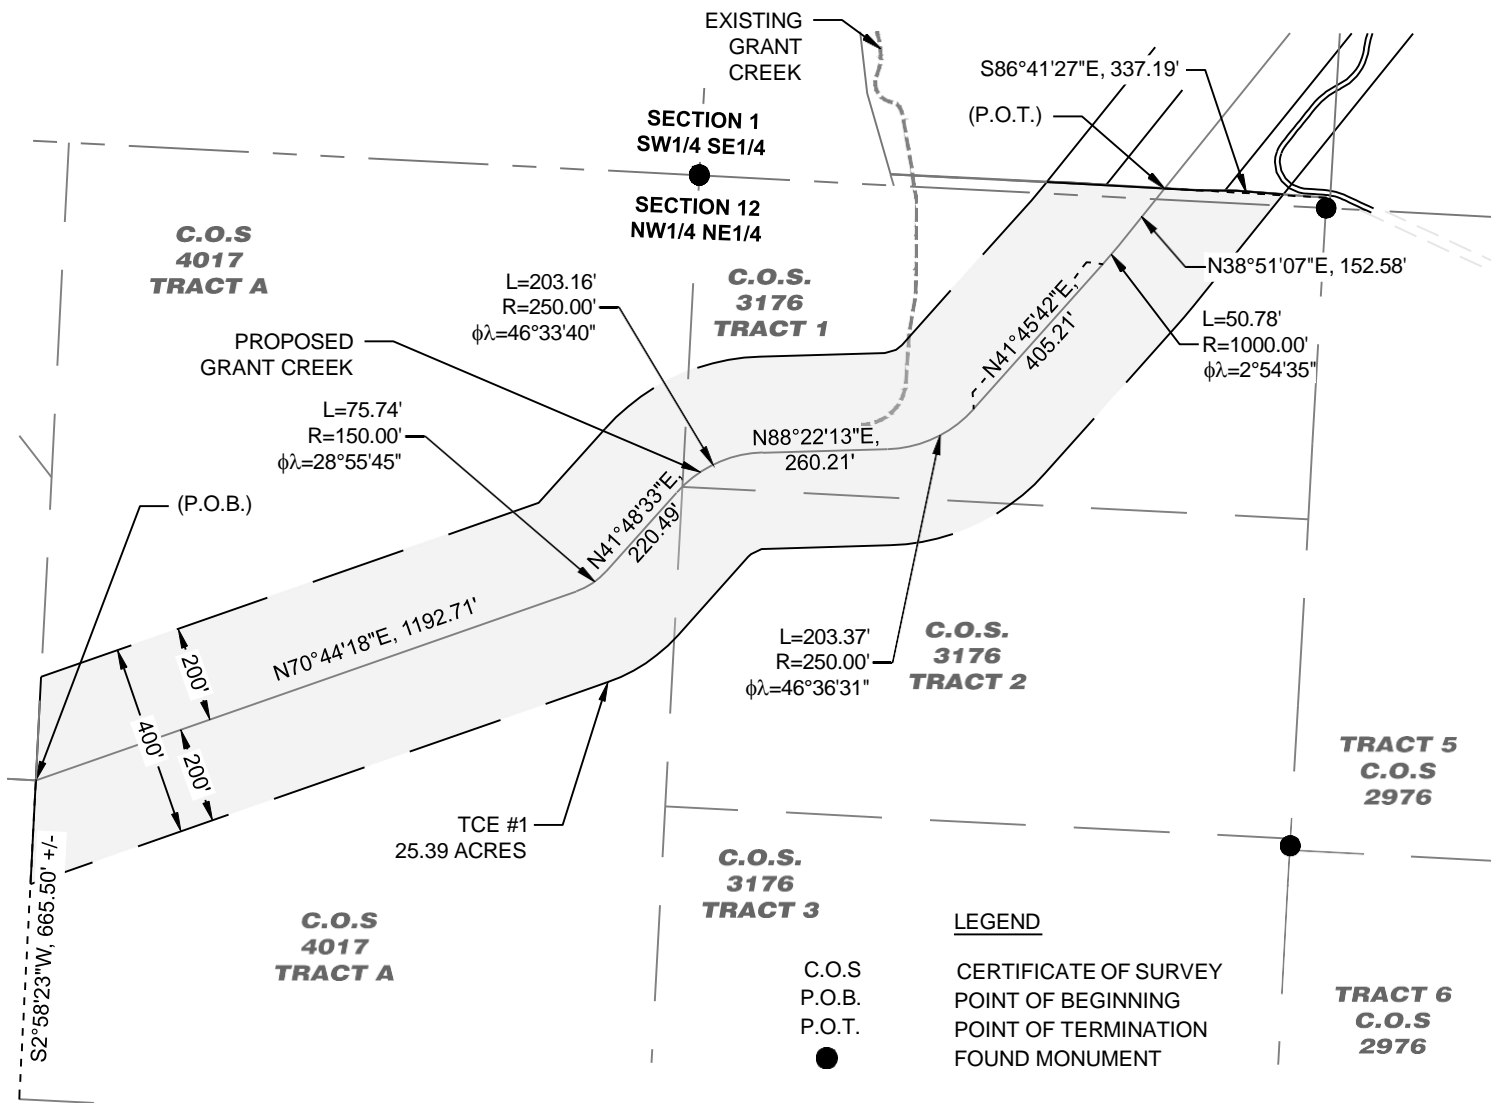 EXISTING
GRANT
CREEK
S86°41'27"E, 337.19'
(P.O.T.)
SECTION 1
SW1/4 SE1/4
SECTION 12
NW1/4 NE1/4
C.O.S
4017
TRACT A
C.O.S.
3176
TRACT 1
L=203.16'
R=250.00'
ϕλ=46°33'40"
N38°51'07"E, 152.58'
N41°45'42"E,
405.21'
L=50.78'
R=1000.00'
ϕλ=2°54'35"
PROPOSED
GRANT CREEK
L=75.74'
R=150.00'
ϕλ=28°55'45"
N88°22'13"E,
260.21'
N41°48'33"E,
220.49'
(P.O.B.)
N70°44'18"E, 1192.71'
200'
400'
200'
L=203.37'
R=250.00'
ϕλ=46°36'31"
C.O.S.
3176
TRACT 2
TRACT 5
C.O.S
2976
TCE #1
25.39 ACRES
S2°58'23"W, 665.50' +/-
C.O.S
4017
TRACT A
C.O.S.
3176
TRACT 3
LEGEND
C.O.S CERTIFICATE OF SURVEY
P.O.B. POINT OF BEGINNING
P.O.T. POINT OF TERMINATION
FOUND MONUMENT
TRACT 6
C.O.S
2976